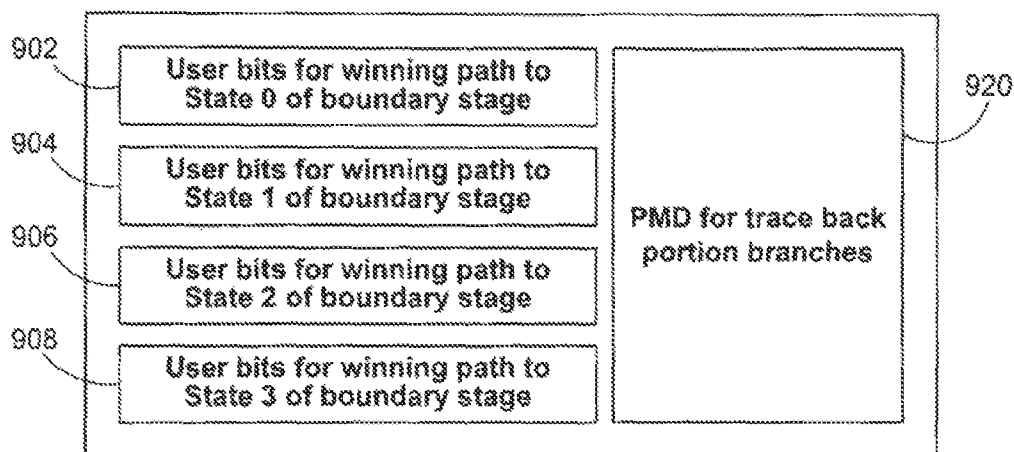 902
User bits for winning path to
State 0 of boundary stage
904
User bits for winning path to
State 1 of boundary stage
906
User bits for winning path to
State 2 of boundary stage
908
User bits for winning path to
State 3 of boundary stage
PMD for trace back
portion branches
920